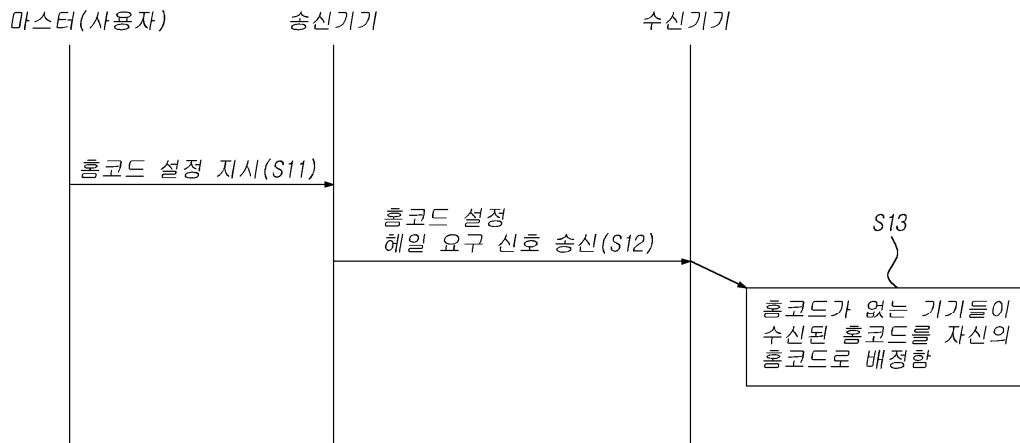 마스터(사용자)
송신기기
수신기기
홈코드 설정 지시(S11)
홈코드 설정
헤일 요구 신호 송신(S12)
S13
홈코드가 없는 기기들이
수신된 홈코드를 자신의
홈코드로 배정함